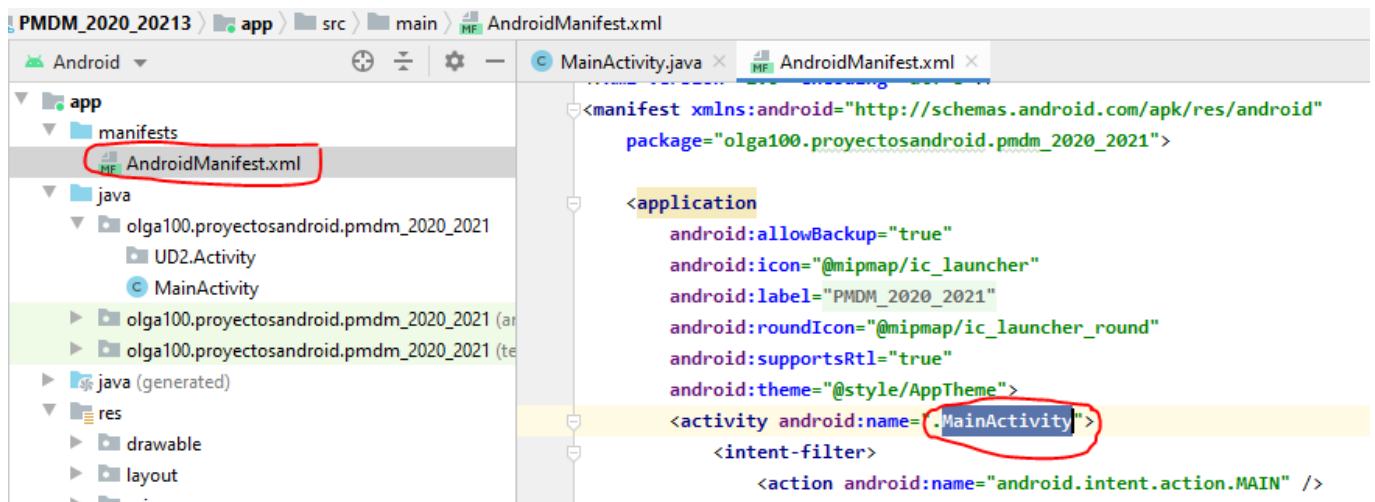 PMDM_2020_20213 app src main AndroidManifest.xml
Android
MainActivity.java
AndroidManifest.xml
app
manifests
AndroidManifest.xml
java
olga100.proyectosandroid.pmdm_2020_2021
UD2.Activity
MainActivity
olga100.proyectosandroid.pmdm_2020_2021 (ar
olga100.proyectosandroid.pmdm_2020_2021 (te
java (generated)
res
drawable
layout
<manifest xmlns:android="http://schemas.android.com/apk/res/android"
package="olga100.proyectosandroid.pmdm_2020_2021">
<application
android:allowBackup="true"
android:icon="@mipmap/ic_launcher"
android:label="PMDM_2020_2021"
android:roundIcon="@mipmap/ic_launcher_round"
android:supportsRtl="true"
android:theme="@style/AppTheme">
<activity android:name=".MainActivity">
<intent-filter>
<action android:name="android.intent.action.MAIN" />